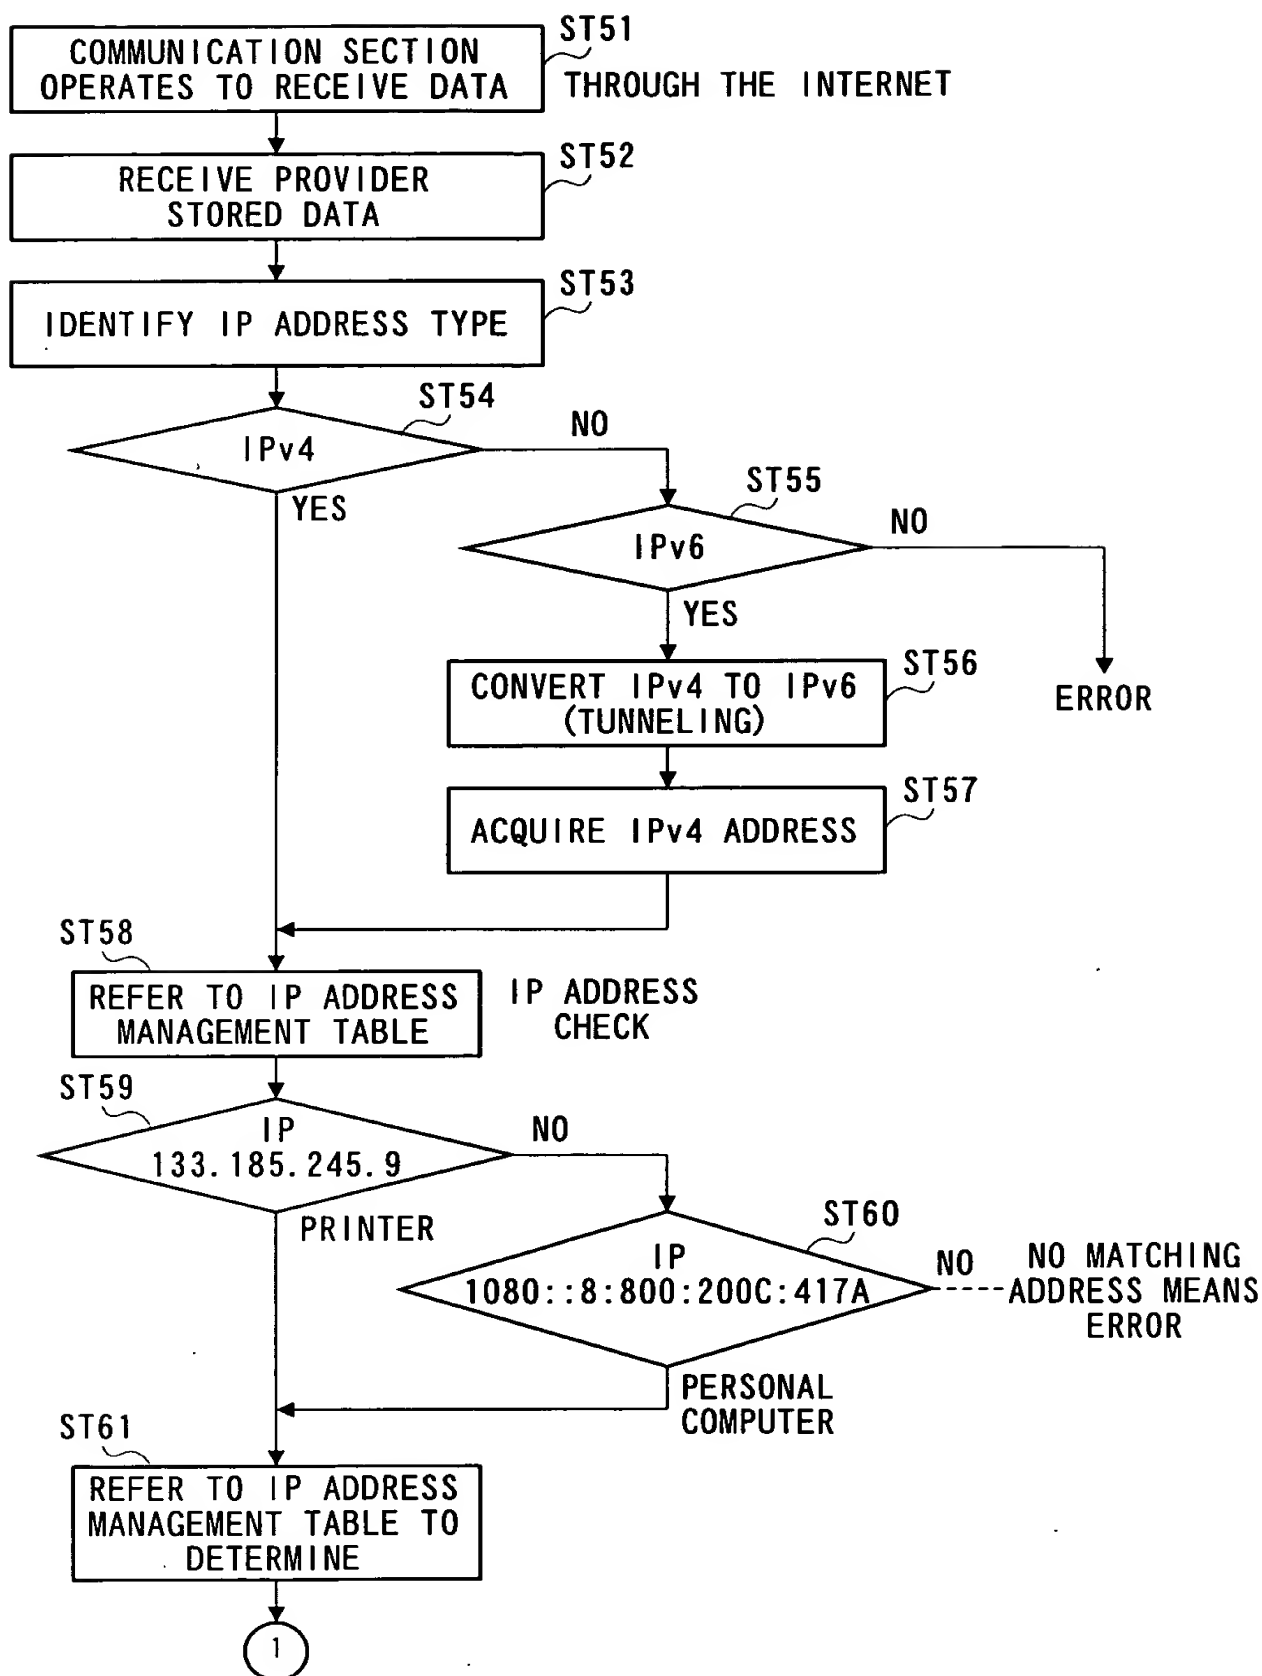 ST51
COMMUNICATION SECTION
OPERATES TO RECEIVE DATA
THROUGH THE INTERNET
ST52
RECEIVE PROVIDER
STORED DATA
ST53
IDENTIFY IP ADDRESS TYPE
ST54
IPv4
NO
YES
ST55
IPv6
NO
YES
ERROR
ST56
CONVERT IPv4 TO IPv6
(TUNNELING)
ST57
ACQUIRE IPv4 ADDRESS
ST58
REFER TO IP ADDRESS
MANAGEMENT TABLE
IP ADDRESS
CHECK
ST59
IP
133.185.245.9
NO
PRINTER
ST60
IP
1080::8:800:200C:417A
NO
NO MATCHING
ADDRESS MEANS
ERROR
PERSONAL
COMPUTER
ST61
REFER TO IP ADDRESS
MANAGEMENT TABLE TO
DETERMINE
1